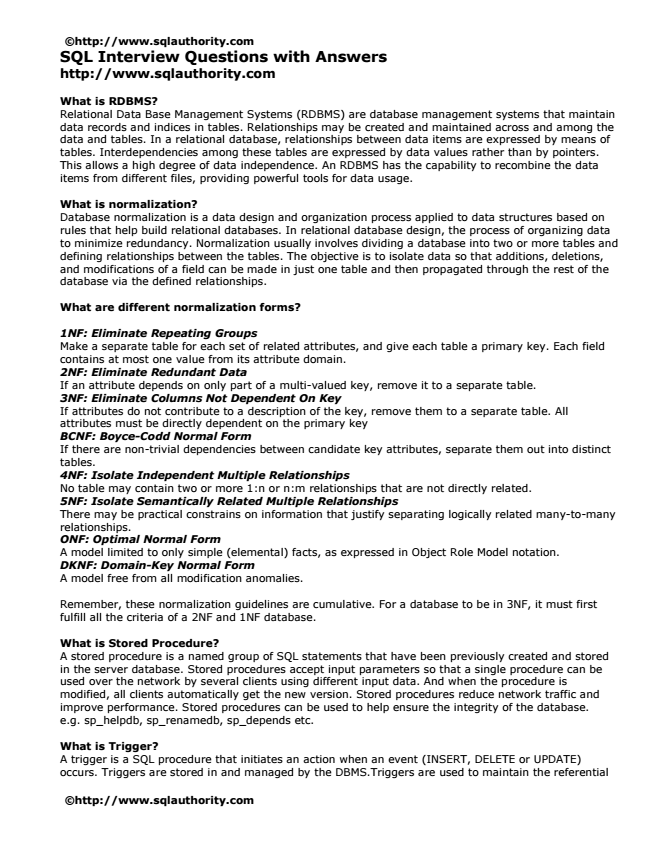 ©http://www.sqlauthority.com
SQL Interview Questions with Answers
http://www.sqlauthority.com
What is RDBMS?
Relational Data Base Management Systems (RDBMS) are database management systems that maintain
data records and indices in tables. Relationships may be created and maintained across and among the
data and tables. In a relational database, relationships between data items are expressed by means of
tables. Interdependencies among these tables are expressed by data values rather than by pointers.
This allows a high degree of data independence. An RDBMS has the capability to recombine the data
items from different files, providing powerful tools for data usage.
What is normalization?
Database normalization is a data design and organization process applied to data structures based on
rules that help build relational databases. In relational database design, the process of organizing data
to minimize redundancy. Normalization usually involves dividing a database into two or more tables and
defining relationships between the tables. The objective is to isolate data so that additions, deletions,
and modifications of a field can be made in just one table and then propagated through the rest of the
database via the defined relationships.
What are different normalization forms?
1NF: Eliminate Repeating Groups
Make a separate table for each set of related attributes, and give each table a primary key. Each field
contains at most one value from its attribute domain.
2NF: Eliminate Redundant Data
If an attribute depends on only part of a multi-valued key, remove it to a separate table.
3NF: Eliminate Columns Not Dependent On Key
If attributes do not contribute to a description of the key, remove them to a separate table. All
attributes must be directly dependent on the primary key
BCNF: Boyce-Codd Normal Form
If there are non-trivial dependencies between candidate key attributes, separate them out into distinct
tables.
4NF: Isolate Independent Multiple Relationships
No table may contain two or more 1:n or n:m relationships that are not directly related.
5NF: Isolate Semantically Related Multiple Relationships
There may be practical constrains on information that justify separating logically related many-to-many
relationships.
ONF: Optimal Normal Form
A model limited to only simple (elemental) facts, as expressed in Object Role Model notation.
DKNF: Domain-Key Normal Form
A model free from all modification anomalies.
Remember, these normalization guidelines are cumulative. For a database to be in 3NF, it must first
fulfill all the criteria of a 2NF and 1NF database.
What is Stored Procedure?
A stored procedure is a named group of SQL statements that have been previously created and stored
in the server database. Stored procedures accept input parameters so that a single procedure can be
used over the network by several clients using different input data. And when the procedure is
modified, all clients automatically get the new version. Stored procedures reduce network traffic and
improve performance. Stored procedures can be used to help ensure the integrity of the database.
e.g. sp_helpdb, sp_renamedb, sp_depends etc.
What is Trigger?
A trigger is a SQL procedure that initiates an action when an event (INSERT, DELETE or UPDATE)
occurs. Triggers are stored in and managed by the DBMS.Triggers are used to maintain the referential
©http://www.sqlauthority.com